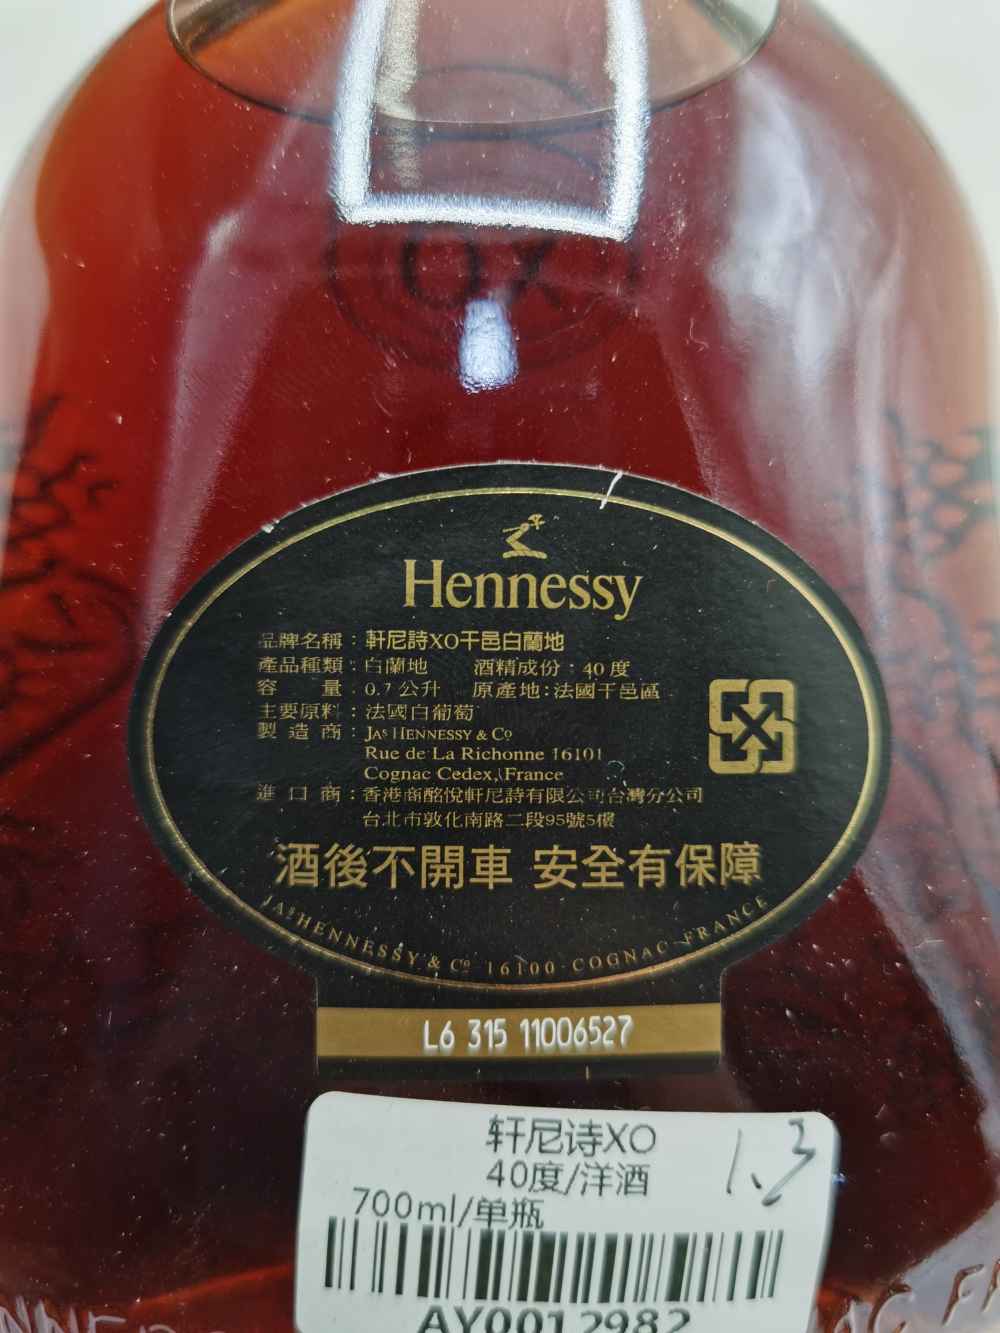 XO
Hennessy
品牌名稱：軒尼詩XO干邑白蘭地
產品種類：白蘭地 酒精成份：40度
容 量：0.7公升 原產地：法國干邑區
主要原料：法國白葡萄
製造商：JAs HENNESSY & Co
Rue de La Richonne 16101
Cognac Cedex, France
進口商：香港商酩悅軒尼詩有限公司台灣分公司
台北市敦化南路二段95號5樓
酒後不開車 安全有保障
JAs HENNESSY & Co 16100·COGNAC-FRANCE
L6 315 11006527
轩尼诗XO
1.3
40度/洋酒
700ml/单瓶
AY0012982